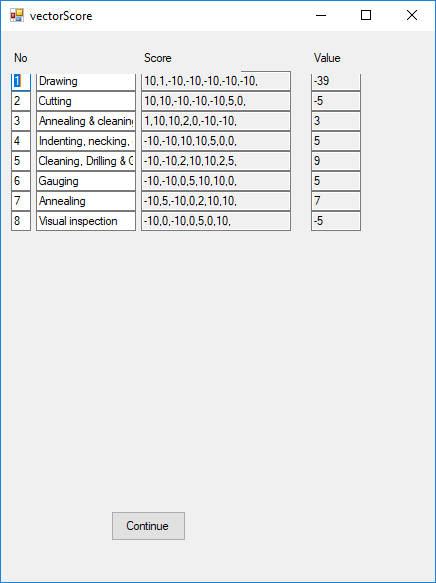 vectorScore
No Score Value
1 Drawing 10,1,-10,-10,-10,-10,-10, -39
2 Cutting 10,10,-10,-10,-10,5,0, -5
3 Annealing & cleaning 1,10,10,2,0,-10,-10, 3
4 Indenting, necking, -10,-10,10,10,5,0,0, 5
5 Cleaning, Drilling & -10,-10,2,10,10,2,5, 9
6 Gauging -10,-10,0,5,10,10,0, 5
7 Annealing -10,5,-10,0,2,10,10, 7
8 Visual inspection -10,0,-10,0,5,0,10, -5
Continue